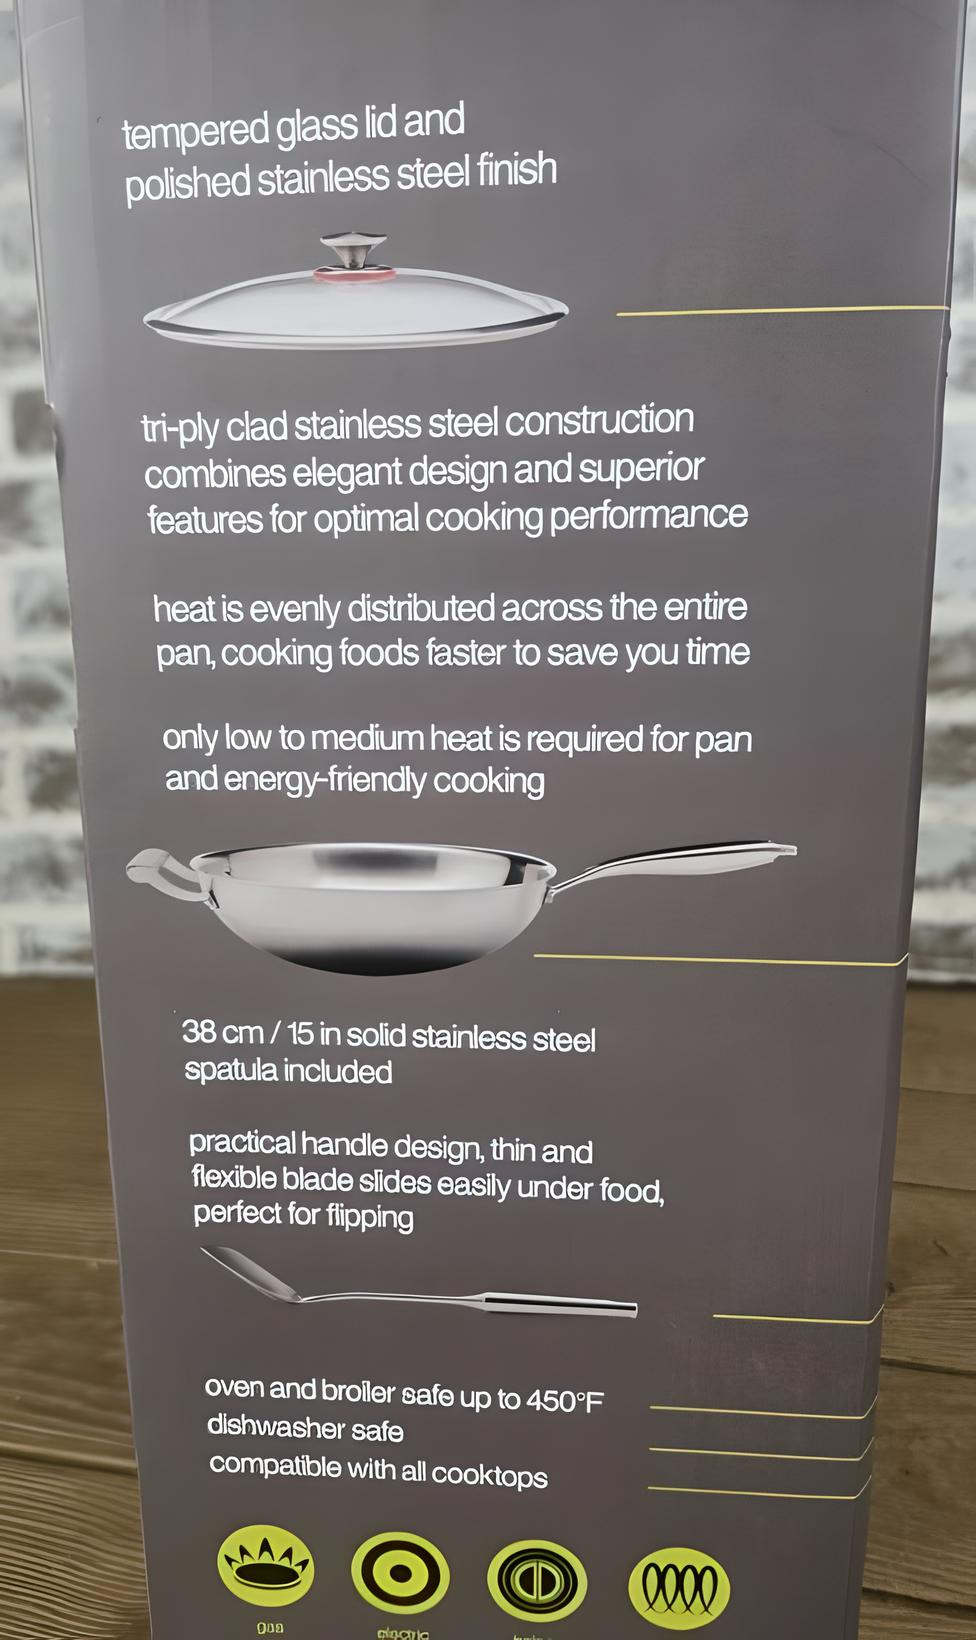 tempered glass lid and
polished stainless steel finish
tri-ply clad stainless steel construction
combines elegant design and superior
features for optimal cooking performance
heat is evenly distributed across the entire
pan, cooking foods faster to save you time
only low to medium heat is required for pan
and energy-friendly cooking
38 cm / 15 in solid stainless steel
spatula included
practical handle design, thin and
flexible blade slides easily under food,
perfect for flipping
oven and broiler safe up to 450°F
dishwasher safe
compatible with all cooktops